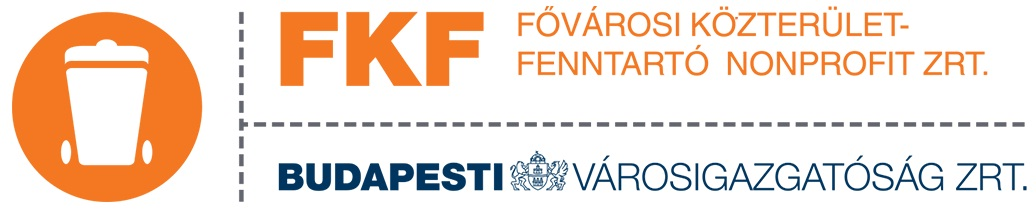 FKF FŐVÁROSI KÖZTERÜLET-
FENNTARTÓ NONPROFIT ZRT.
BUDAPESTI VÁROSIGAZGATÓSÁG ZRT.